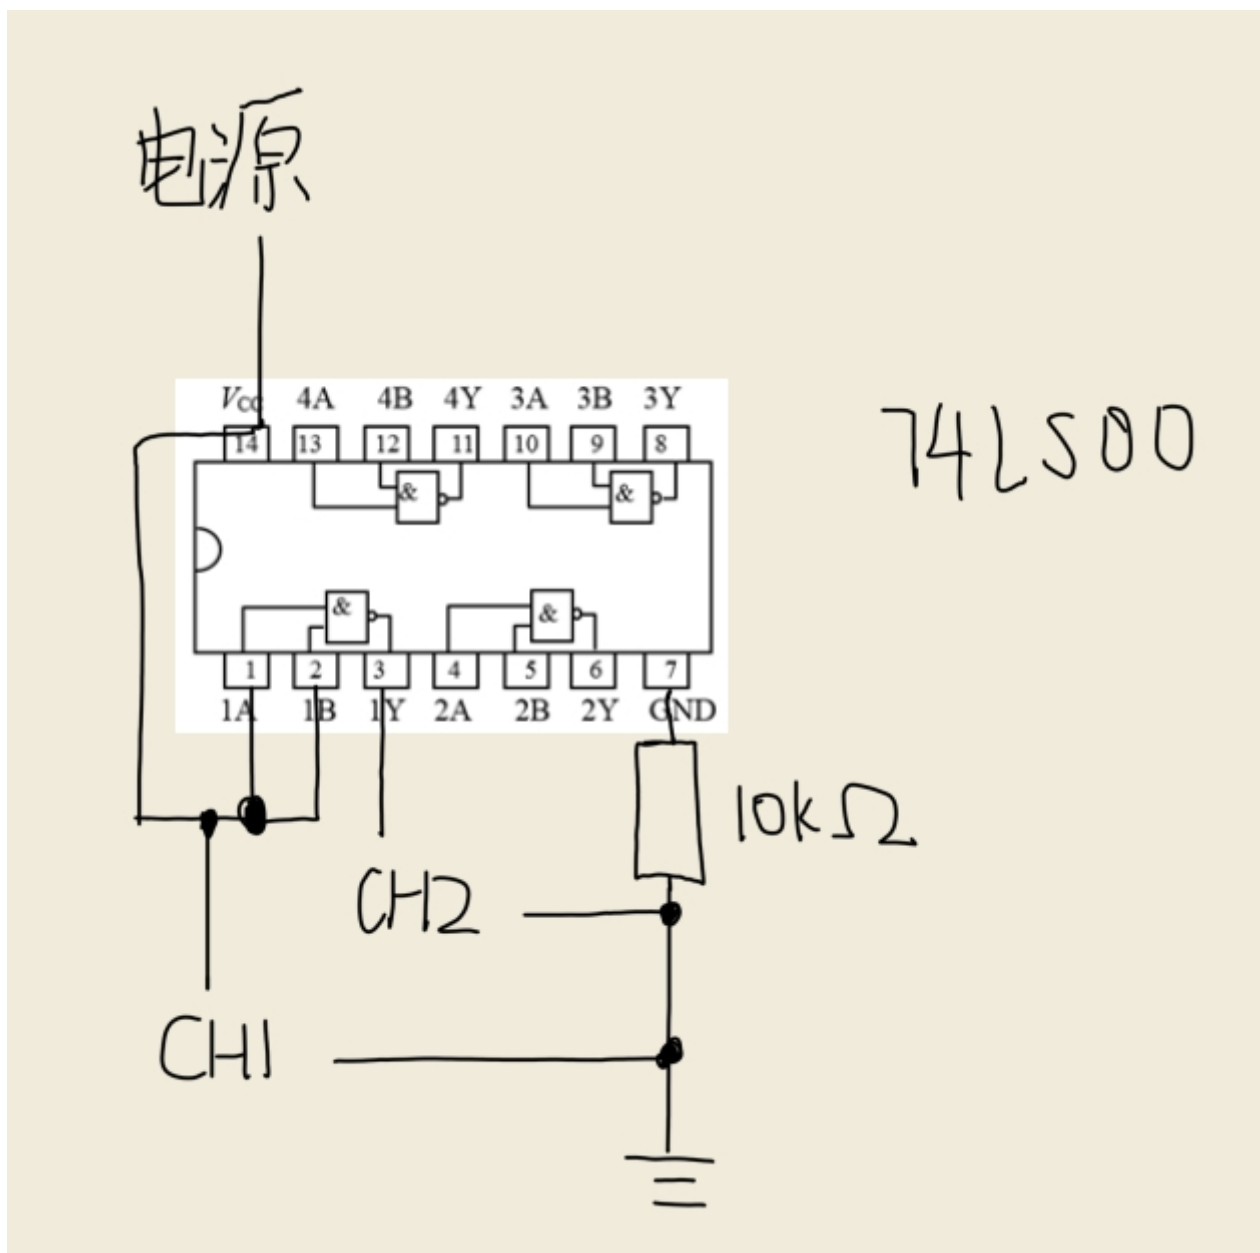 电源
V_CC 4A 4B 4Y 3A 3B 3Y
14 13 12 11 10 9 8
74LS00
& &
& &
1 2 3 4 5 6 7
1A 1B 1Y 2A 2B 2Y GND
10kΩ
CH2
CH1